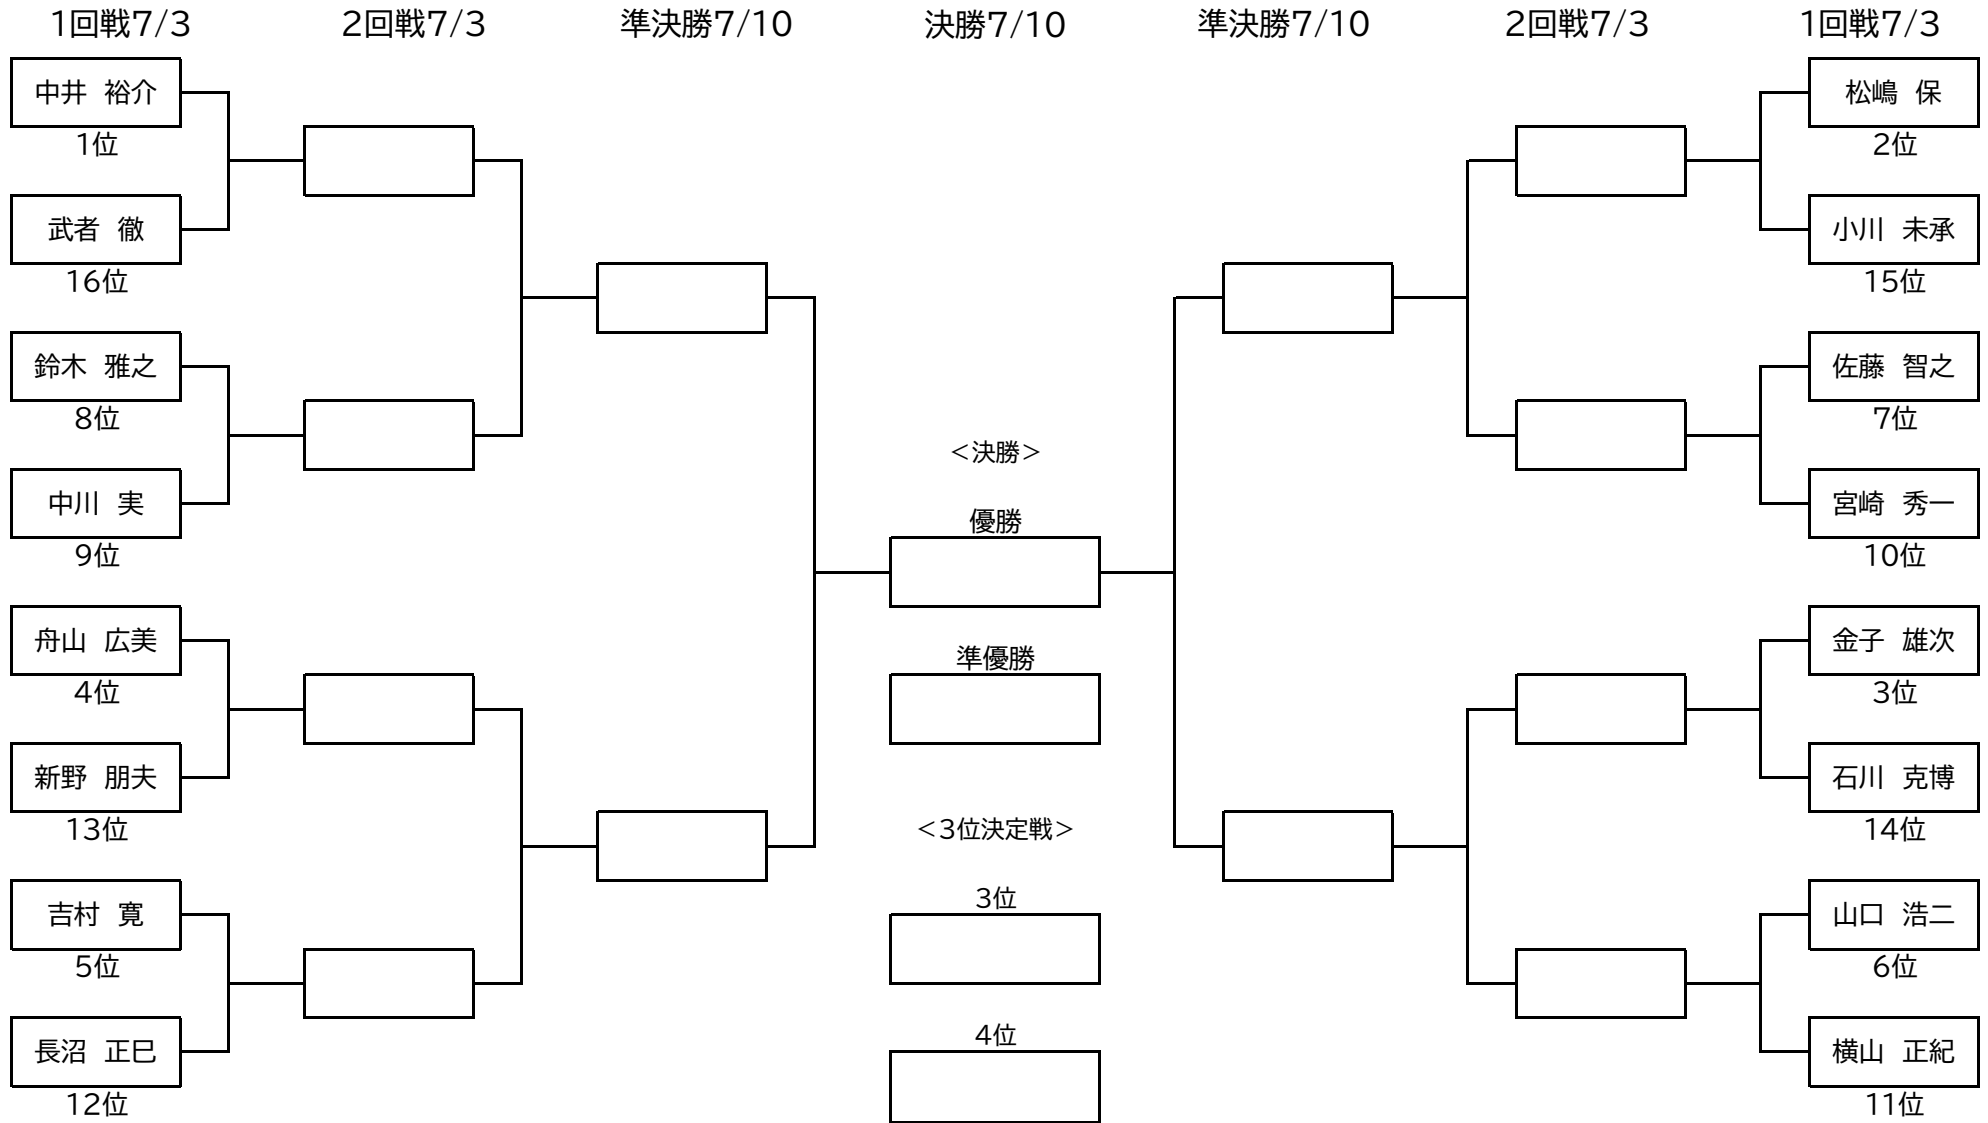 1回戦7/3 2回戦7/3 準決勝7/10 決勝7/10 準決勝7/10 2回戦7/3 1回戦7/3
中井 裕介
1位
武者 徹
16位
鈴木 雅之
8位
中川 実
9位
舟山 広美
4位
新野 朋夫
13位
吉村 寛
5位
長沼 正巳
12位
＜決勝＞
優勝
準優勝
＜3位決定戦＞
3位
4位
松嶋 保
2位
小川 未承
15位
佐藤 智之
7位
宮崎 秀一
10位
金子 雄次
3位
石川 克博
14位
山口 浩二
6位
横山 正紀
11位